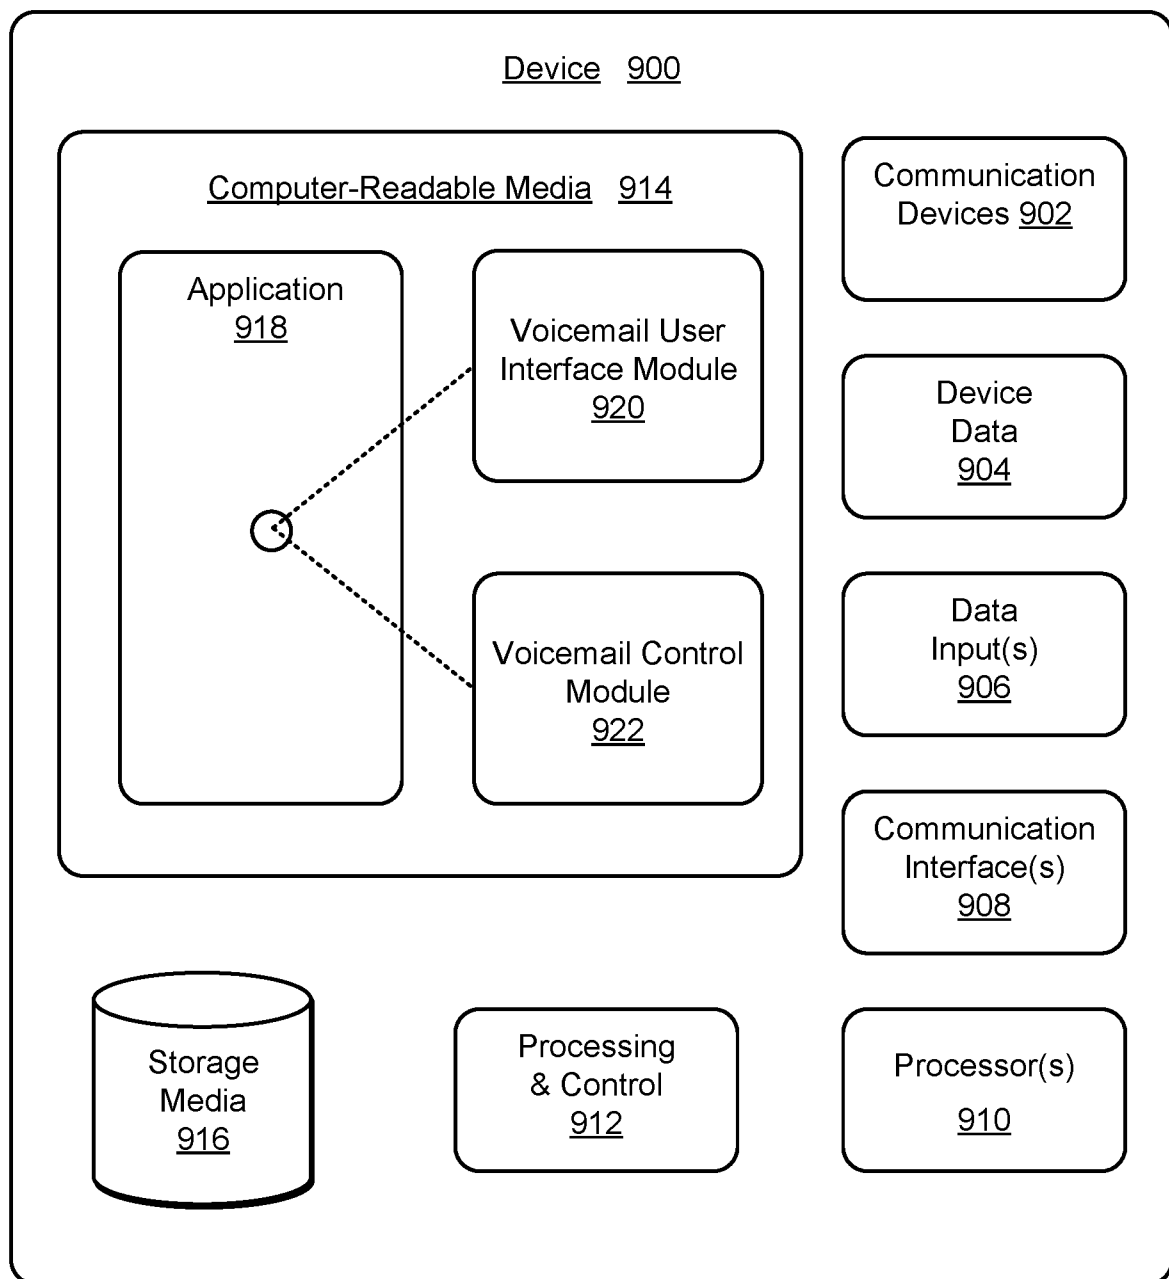 Device 900
Computer-Readable Media 914
Application
918
Voicemail User
Interface Module
920
Voicemail Control
Module
922
Communication
Devices 902
Device
Data
904
Data
Input(s)
906
Communication
Interface(s)
908
Storage
Media
916
Processing
& Control
912
Processor(s)
910